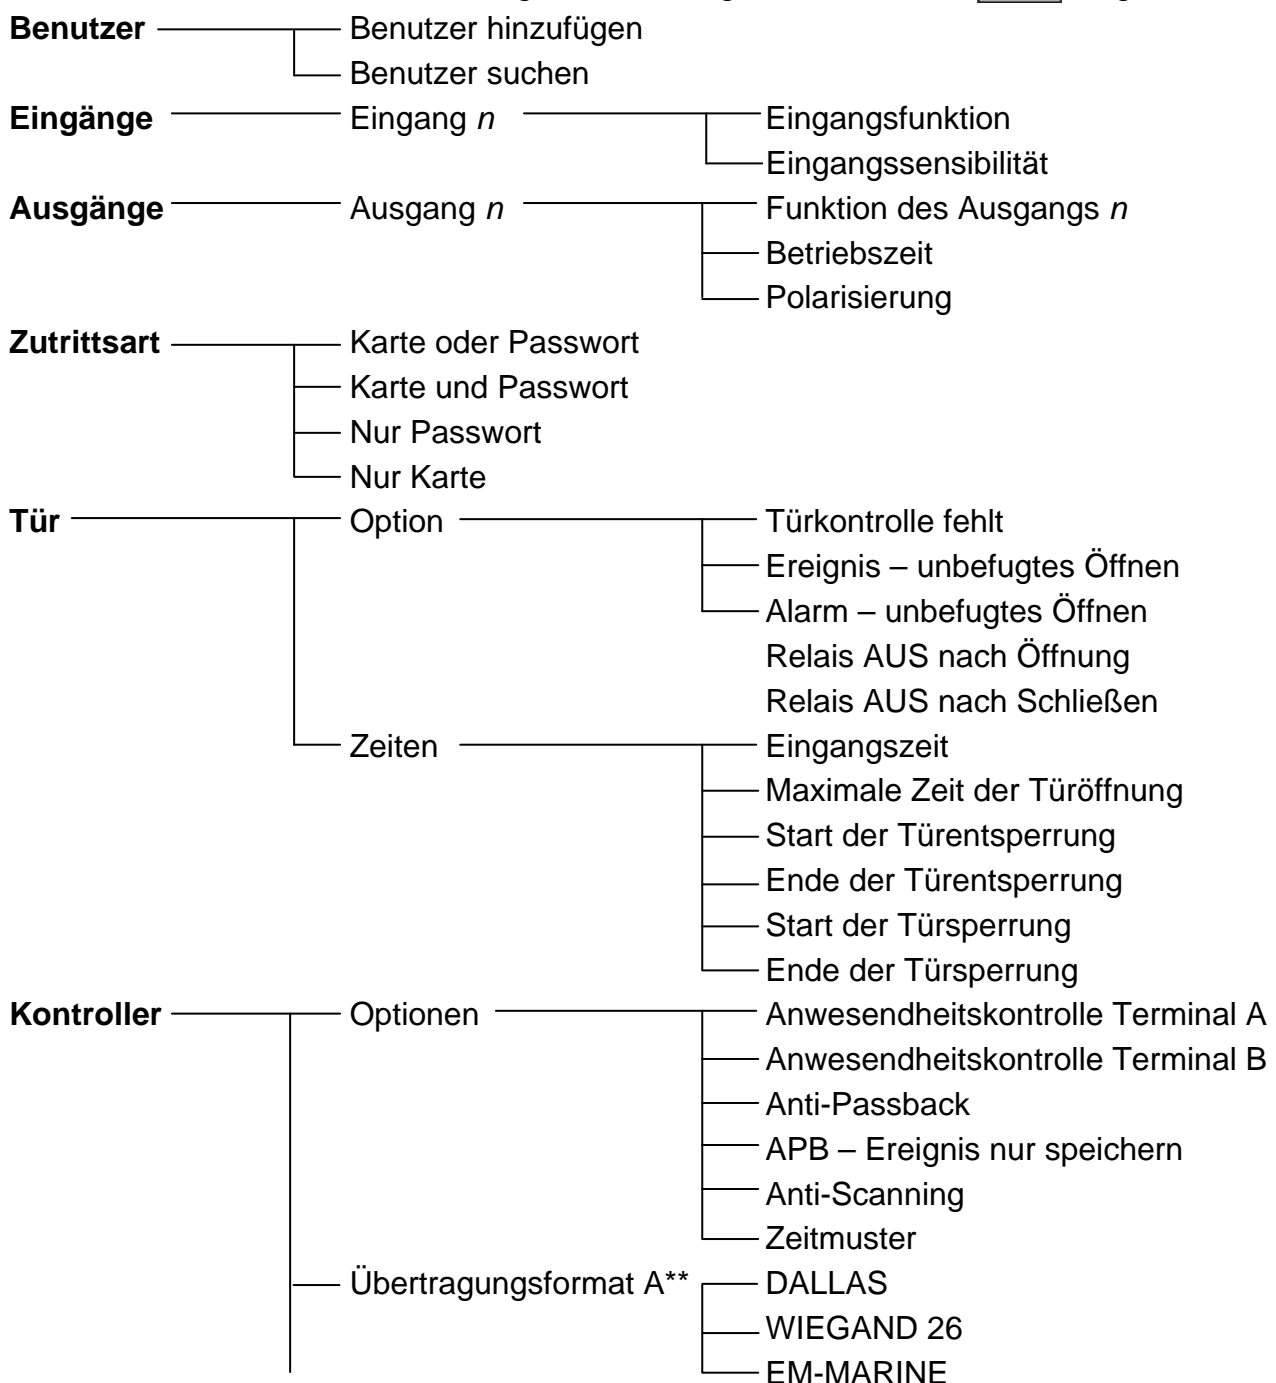 Benutzer Benutzer hinzufügen
Benutzer suchen
Eingänge Eingang n Eingangsfunktion
Eingangssensibilität
Ausgänge Ausgang n Funktion des Ausgangs n
Betriebszeit
Polarisierung
Zutrittsart Karte oder Passwort
Karte und Passwort
Nur Passwort
Nur Karte
Tür Option Türkontrolle fehlt
Ereignis – unbefugtes Öffnen
Alarm – unbefugtes Öffnen
Relais AUS nach Öffnung
Relais AUS nach Schließen
Zeiten Eingangszeit
Maximale Zeit der Türöffnung
Start der Türentsperrung
Ende der Türentsperrung
Start der Türsperrung
Ende der Türsperrung
Kontroller Optionen Anwesendheitskontrolle Terminal A
Anwesendheitskontrolle Terminal B
Anti-Passback
APB – Ereignis nur speichern
Anti-Scanning
Zeitmuster
Übertragungsformat A** DALLAS
WIEGAND 26
EM-MARINE